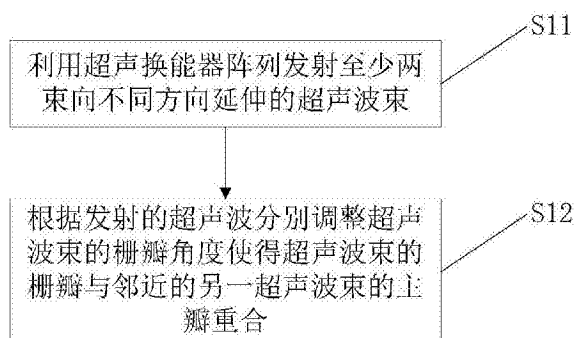 S11
利用超声换能器阵列发射至少两
束向不同方向延伸的超声波束
S12
根据发射的超声波分别调整超声
波束的栅瓣角度使得超声波束的
栅瓣与邻近的另一超声波束的主
瓣重合